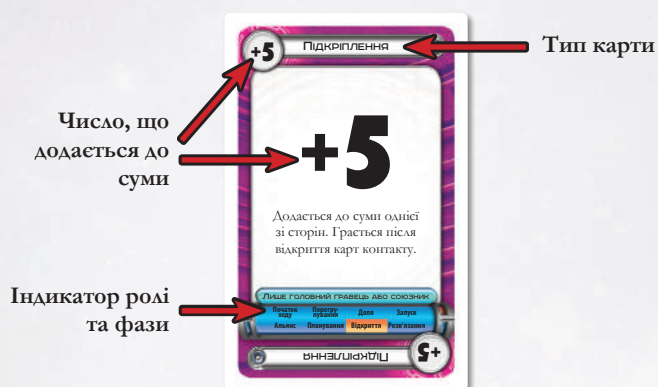 +5
Підкріплення
Тип карти
Число, що
додається до
суми
+5
Додається до суми однієї
зі сторін. Грається після
відкриття карт контакту.
Індикатор ролі
та фази
Лише головний гравець або союзник
Початок ходу Перегрупування Доля Запуск
Альянс Планування Відкриття Розв'язання
Підкріплення
+5